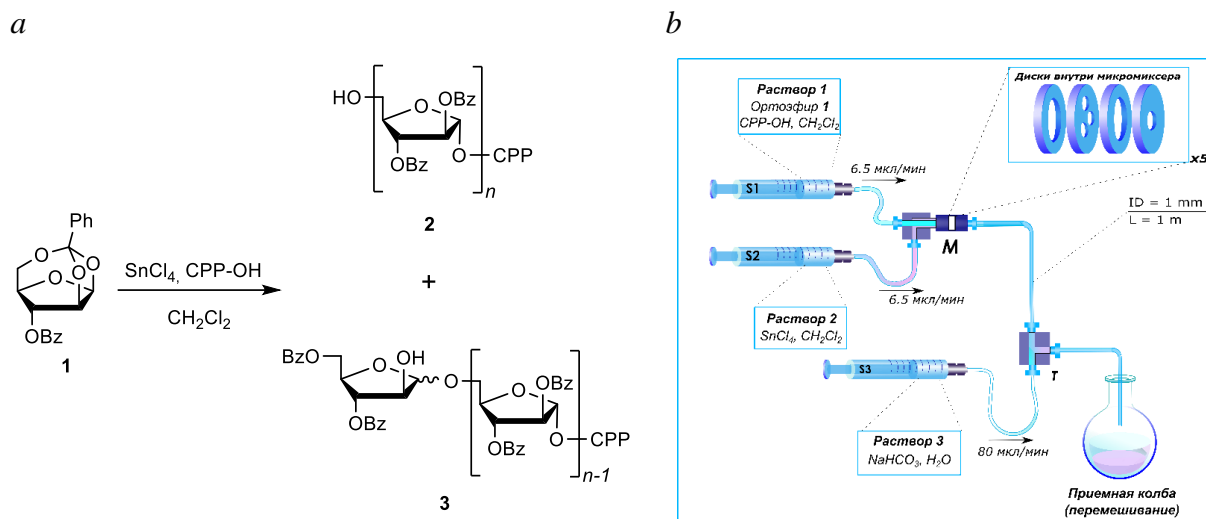 a
b
HO
O
OBz
OBz
O
CPP
n
2
Ph
O
O
O
O
OBz
1
SnCl4, CPP-OH
CH2Cl2
+
BzO
O
OH
OBz
O
O
OBz
OBz
O
CPP
n-1
3
Диски внутри микромиксера
x5
Раствор 1
Ортоэфир 1
CPP-OH, CH2Cl2
6.5 мкл/мин
S1
M
ID = 1 mm
L = 1 m
S2
6.5 мкл/мин
Раствор 2
SnCl4, CH2Cl2
S3
T
Раствор 3
NaHCO3, H2O
80 мкл/мин
Приемная колба
(перемешивание)